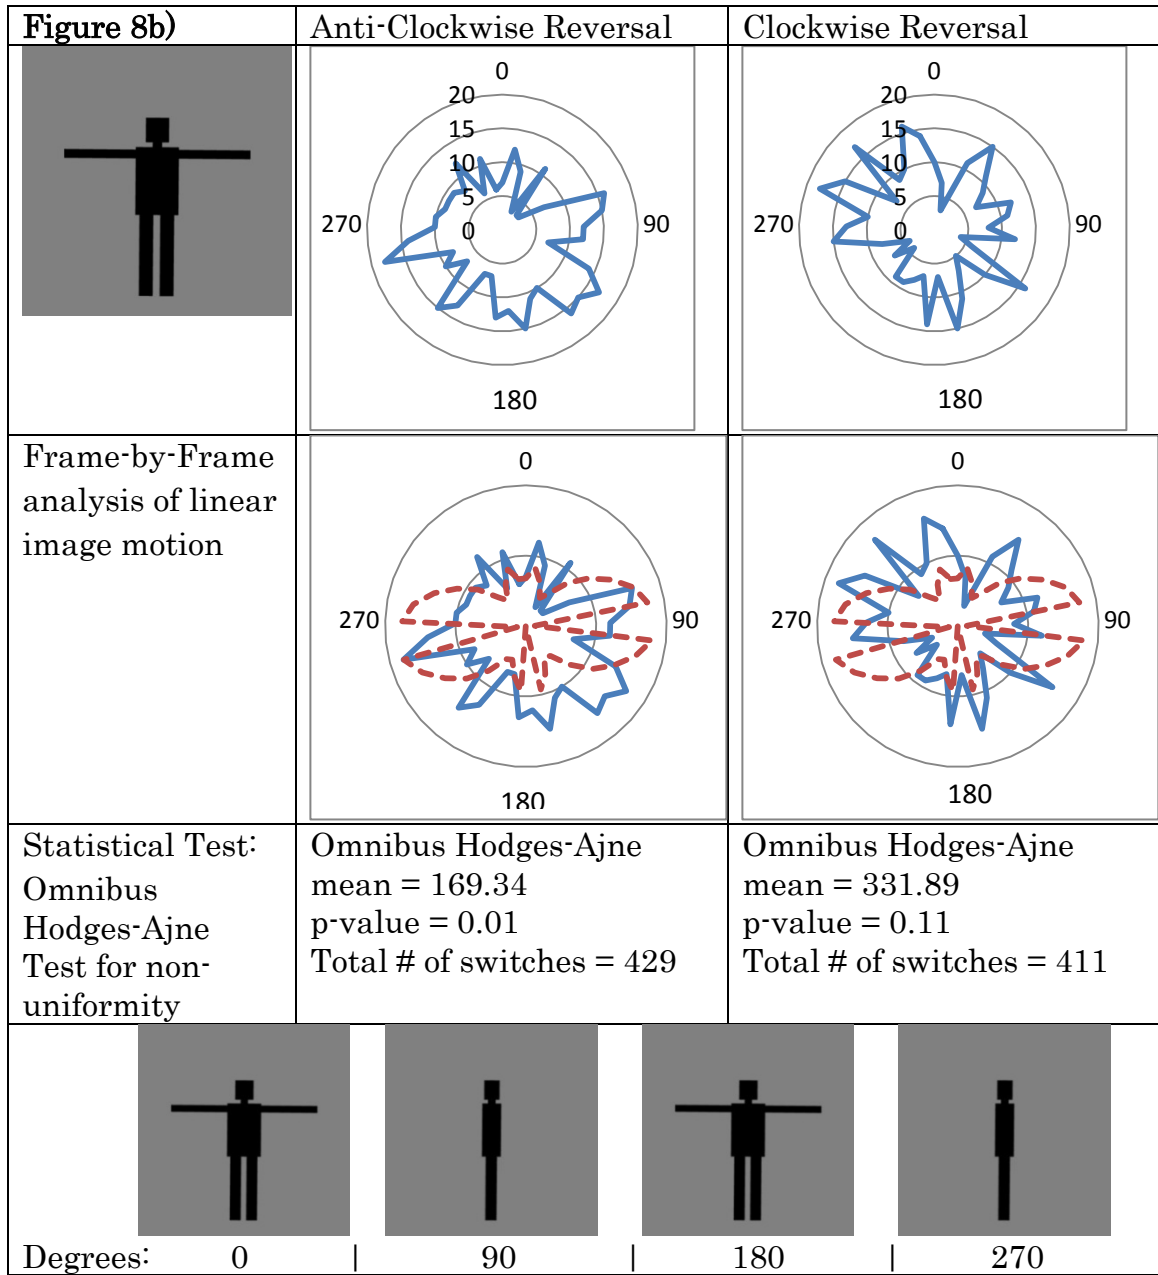 Figure 8b)
Anti-Clockwise Reversal
Clockwise Reversal
0
20
15
10
5
0
270
90
180
0
20
15
10
5
0
270
90
180
Frame-by-Frame
analysis of linear
image motion
0
270
90
180
0
270
90
180
Statistical Test:
Omnibus
Hodges-Ajne
Test for non-
uniformity
Omnibus Hodges-Ajne
mean = 169.34
p-value = 0.01
Total # of switches = 429
Omnibus Hodges-Ajne
mean = 331.89
p-value = 0.11
Total # of switches = 411
Degrees: 0 | 90 | 180 | 270